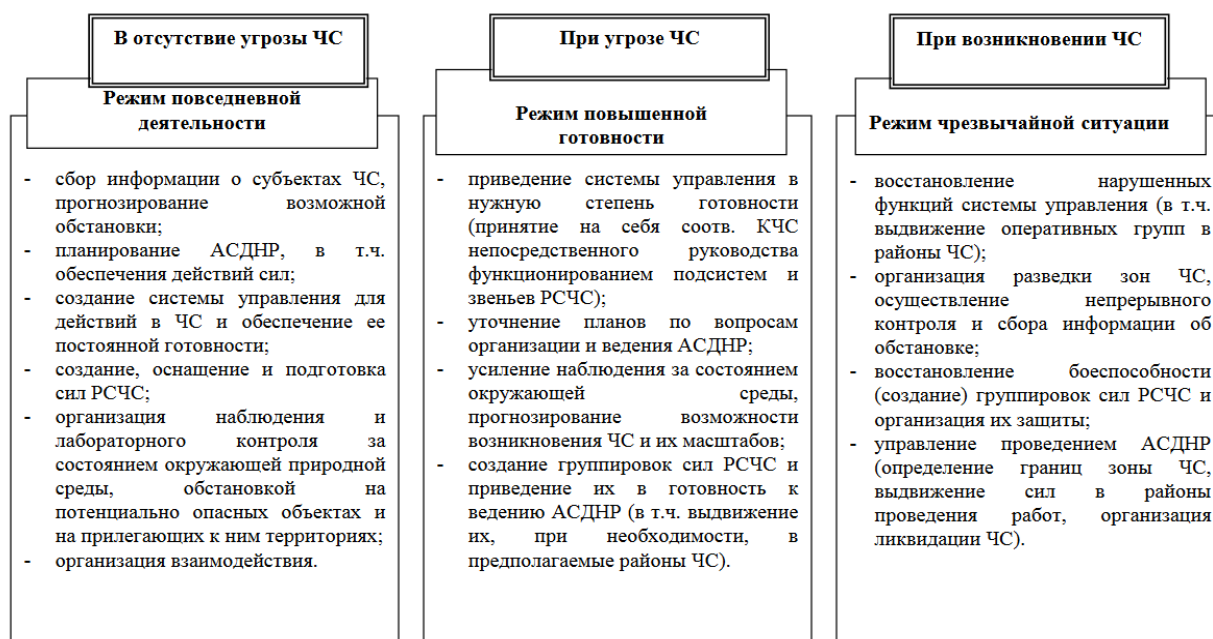 В отсутствие угрозы ЧС
Режим повседневной
деятельности
- сбор информации о субъектах ЧС,
прогнозирование возможной
обстановки;
- планирование АСДНР, в т.ч.
обеспечения действий сил;
- создание системы управления для
действий в ЧС и обеспечение ее
постоянной готовности;
- создание, оснащение и подготовка
сил РСЧС;
- организация наблюдения и
лабораторного контроля за
состоянием окружающей природной
среды, обстановкой на
потенциально опасных объектах и
на прилегающих к ним территориях;
- организация взаимодействия.
При угрозе ЧС
Режим повышенной
готовности
- приведение системы управления в
нужную степень готовности
(принятие на себя соотв. КЧС
непосредственного руководства
функционированием подсистем и
звеньев РСЧС);
- уточнение планов по вопросам
организации и ведения АСДНР;
- усиление наблюдения за состоянием
окружающей среды,
прогнозирование возможности
возникновения ЧС и их масштабов;
- создание группировок сил РСЧС и
приведение их в готовность к
ведению АСДНР (в т.ч. выдвижение
их, при необходимости, в
предполагаемые районы ЧС).
При возникновении ЧС
Режим чрезвычайной ситуации
- восстановление нарушенных
функций системы управления (в т.ч.
выдвижение оперативных групп в
районы ЧС);
- организация разведки зон ЧС,
осуществление непрерывного
контроля и сбора информации об
обстановке;
- восстановление боеспособности
(создание) группировок сил РСЧС и
организация их защиты;
- управление проведением АСДНР
(определение границ зоны ЧС,
выдвижение сил в районы
проведения работ, организация
ликвидации ЧС).